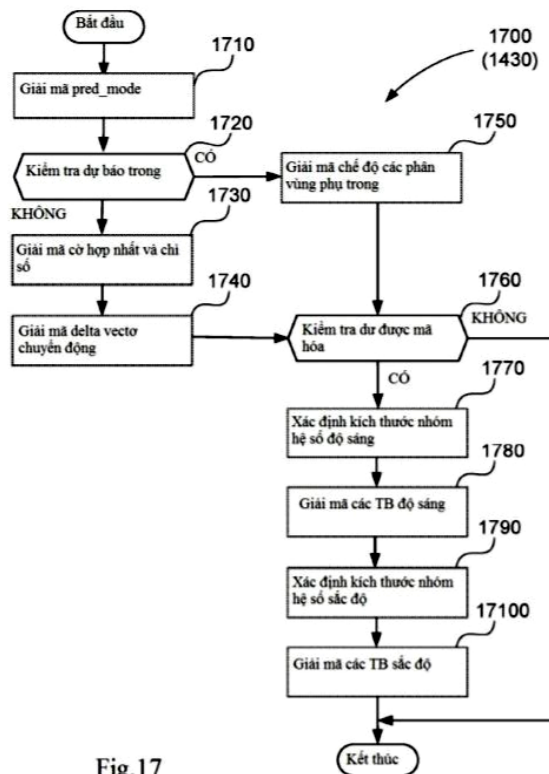 Bắt đầu
1710
Giải mã pred_mode
1700
(1430)
1720
Kiểm tra dự báo trong
CÓ
1750
Giải mã chế độ các phân
vùng phụ trong
KHÔNG
1730
Giải mã cờ hợp nhất và chỉ
số
1740
Giải mã delta vectơ
chuyển động
1760
Kiểm tra dư được mã
hóa
KHÔNG
CÓ
1770
Xác định kích thước nhóm
hệ số độ sáng
1780
Giải mã các TB độ sáng
1790
Xác định kích thước nhóm
hệ số sắc độ
17100
Giải mã các TB sắc độ
Kết thúc
Fig.17